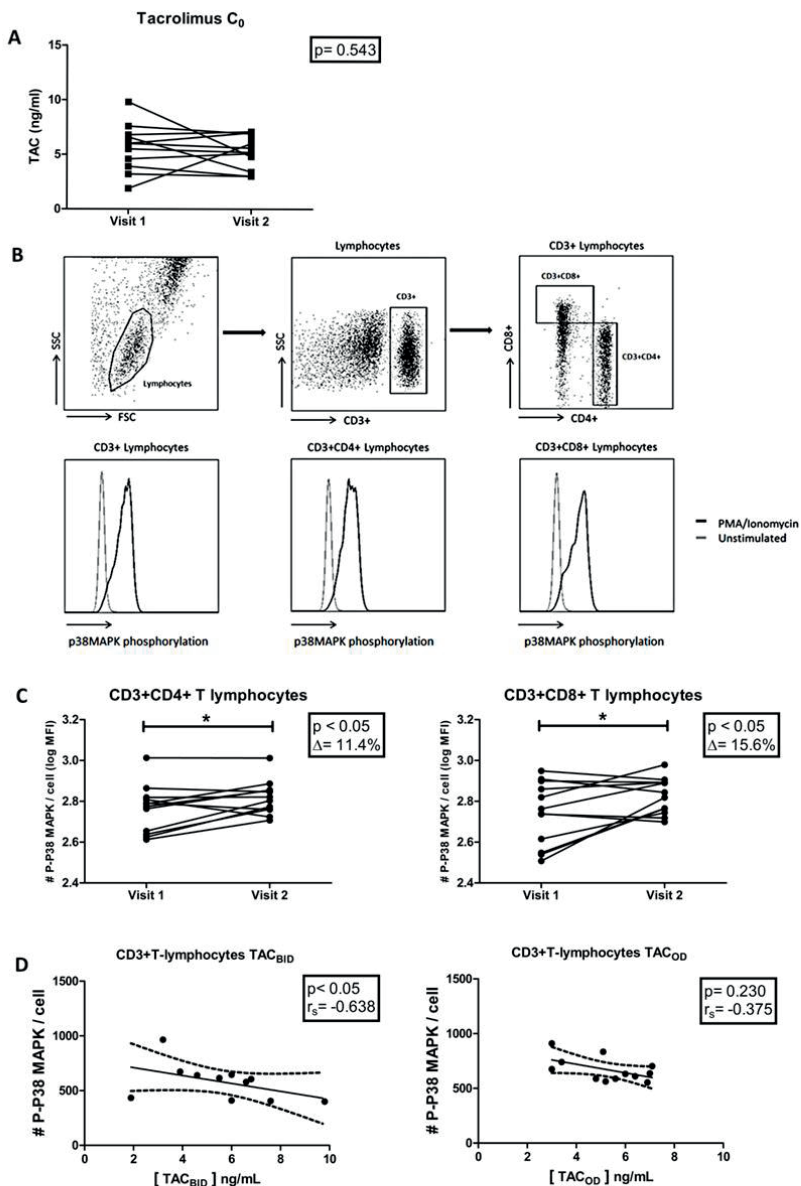 A
Tacrolimus C₀
p= 0.543
TAC (ng/ml)
15
10
5
0
Visit 1
Visit 2
B
Lymphocytes
CD3+ Lymphocytes
SSC
Lymphocytes
FSC
SSC
CD3+
CD3+
CD8+
CD3+CD8+
CD3+CD4+
CD4+
CD3+ Lymphocytes
CD3+CD4+ Lymphocytes
CD3+CD8+ Lymphocytes
PMA/Ionomycin
Unstimulated
p38MAPK phosphorylation
p38MAPK phosphorylation
p38MAPK phosphorylation
C
CD3+CD4+ T lymphocytes
p < 0.05
Δ= 11.4%
*
# P-P38 MAPK / cell (log MFI)
3.2
3.0
2.8
2.6
2.4
Visit 1
Visit 2
CD3+CD8+ T lymphocytes
p < 0.05
Δ= 15.6%
*
# P-P38 MAPK / cell (log MFI)
3.2
3.0
2.8
2.6
2.4
Visit 1
Visit 2
D
CD3+T-lymphocytes TAC_BID
p< 0.05
rₛ= -0.638
# P-P38 MAPK / cell
1500
1000
500
0
0 2 4 6 8 10
[ TAC_BID ] ng/mL
CD3+T-lymphocytes TAC_OD
p= 0.230
rₛ= -0.375
# P-P38 MAPK / cell
1500
1000
500
0
0 2 4 6 8 10
[ TAC_OD ] ng/mL